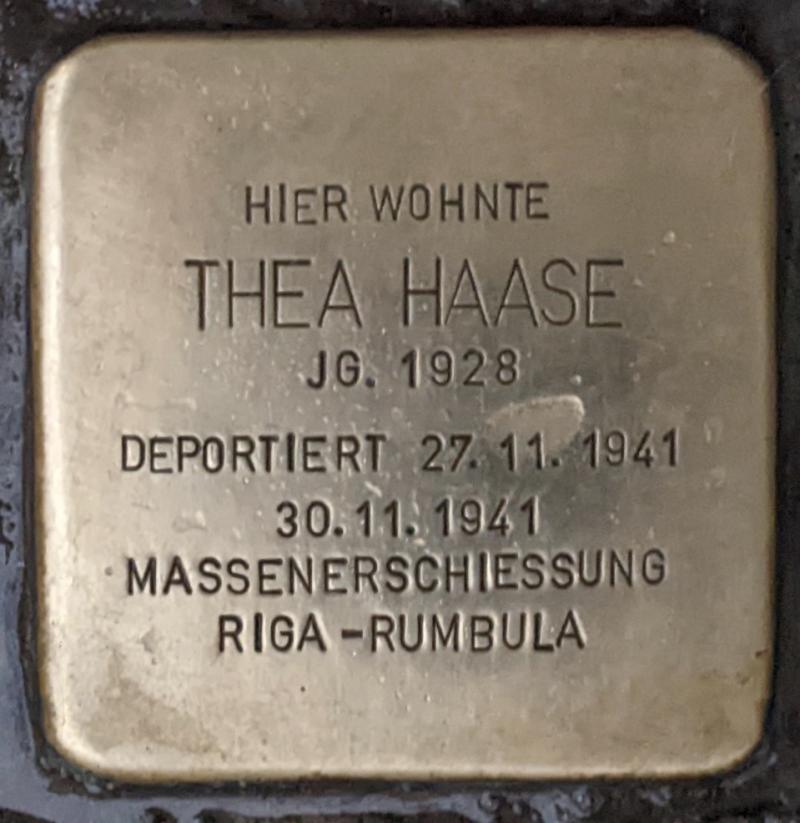 HIER WOHNTE
THEA HAASE
JG. 1928
DEPORTIERT 27. 11. 1941
30. 11. 1941
MASSENERSCHIESSUNG
RIGA-RUMBULA